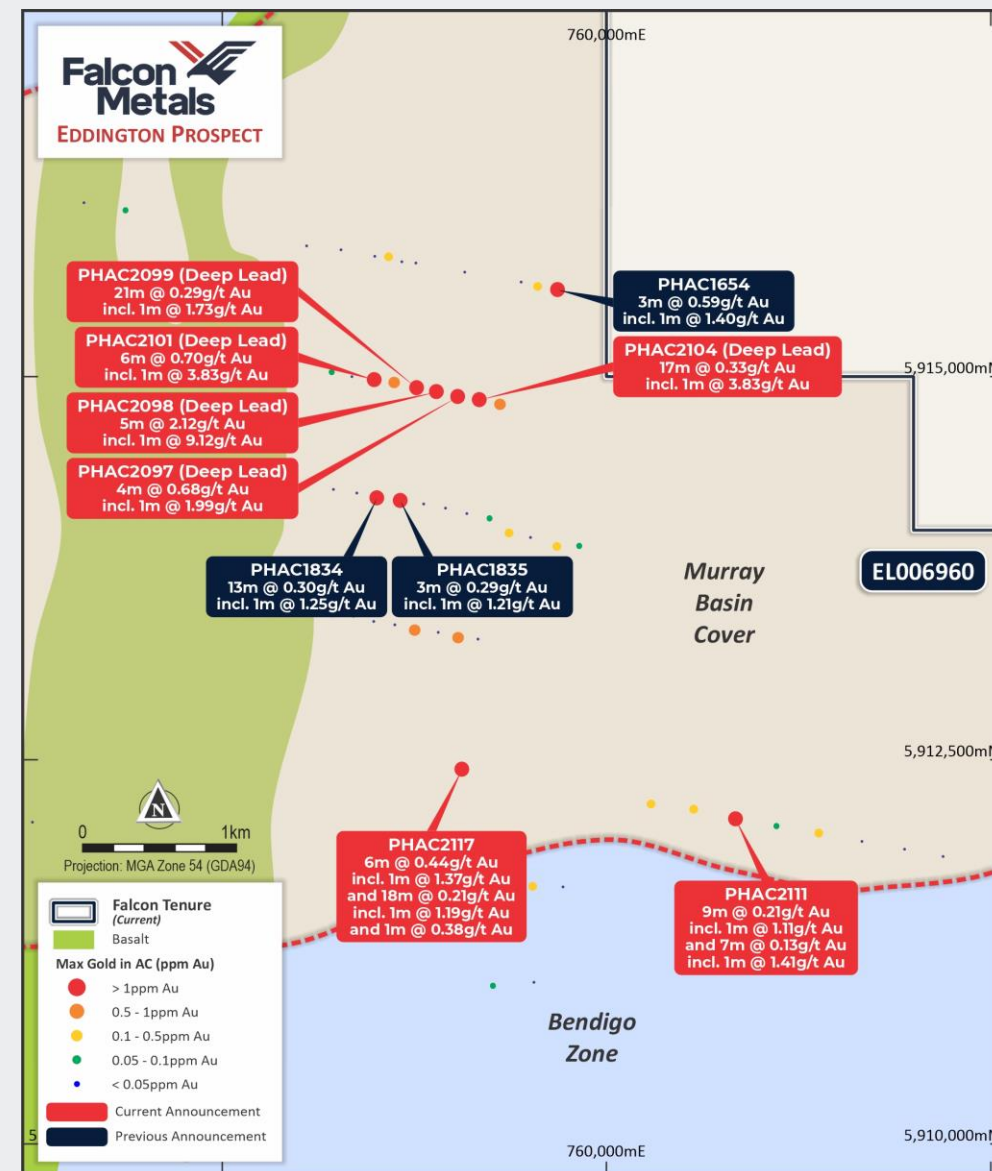 760,000mE
Falcon
Metals
EDDINGTON PROSPECT
PHAC2099 (Deep Lead)
21m @ 0.29g/t Au
incl. 1m @ 1.73g/t Au
PHAC1654
3m @ 0.59g/t Au
incl. 1m @ 1.40g/t Au
PHAC2101 (Deep Lead)
6m @ 0.70g/t Au
incl. 1m @ 3.83g/t Au
PHAC2104 (Deep Lead)
17m @ 0.33g/t Au
incl. 1m @ 3.83g/t Au
5,915,000mN
PHAC2098 (Deep Lead)
5m @ 2.12g/t Au
incl. 1m @ 9.12g/t Au
PHAC2097 (Deep Lead)
4m @ 0.68g/t Au
incl. 1m @ 1.99g/t Au
PHAC1834
13m @ 0.30g/t Au
incl. 1m @ 1.25g/t Au
PHAC1835
3m @ 0.29g/t Au
incl. 1m @ 1.21g/t Au
Murray
Basin
Cover
EL006960
5,912,500mN
N
0 1km
Projection: MGA Zone 54 (GDA94)
PHAC2117
6m @ 0.44g/t Au
incl. 1m @ 1.37g/t Au
and 18m @ 0.21g/t Au
incl. 1m @ 1.19g/t Au
and 1m @ 0.38g/t Au
PHAC2111
9m @ 0.21g/t Au
incl. 1m @ 1.11g/t Au
and 7m @ 0.13g/t Au
incl. 1m @ 1.41g/t Au
Falcon Tenure
(Current)
Basalt
Max Gold in AC (ppm Au)
> 1ppm Au
0.5 - 1ppm Au
0.1 - 0.5ppm Au
0.05 - 0.1ppm Au
< 0.05ppm Au
Current Announcement
Previous Announcement
Bendigo
Zone
5
760,000mE
5,910,000mN